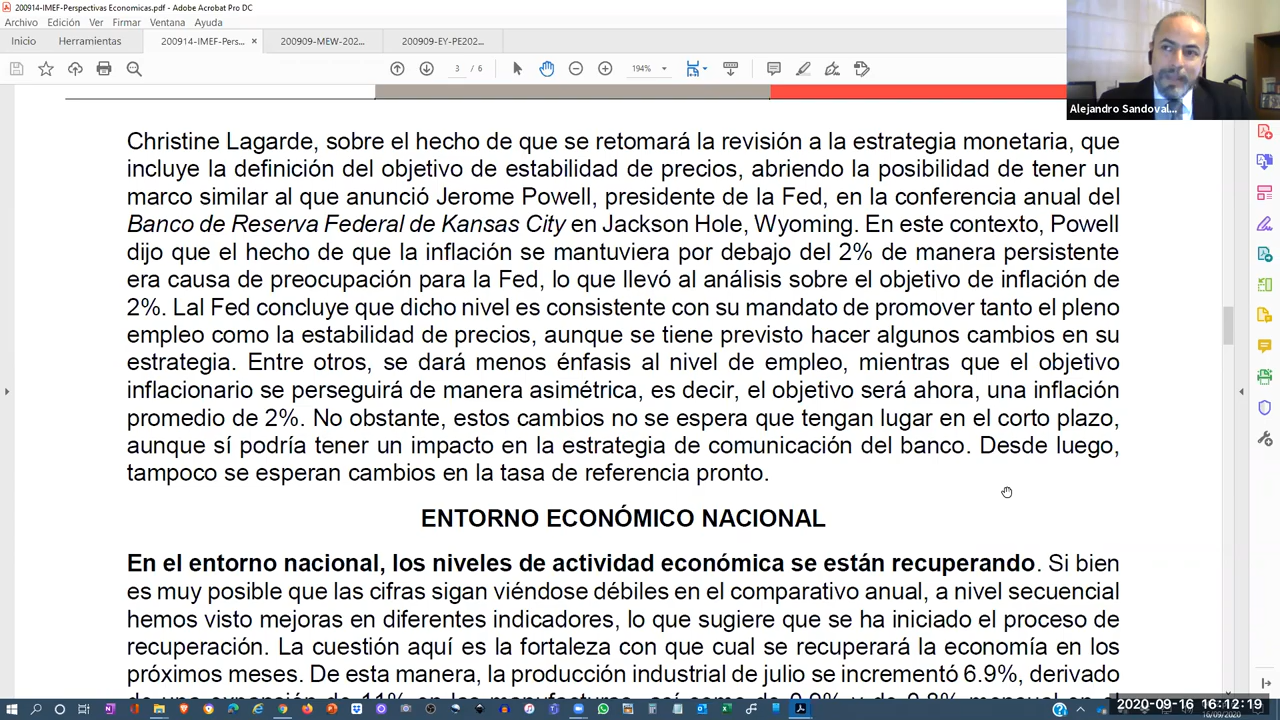 200914-IMEF-Perspectivas Economicas.pdf - Adobe Acrobat Pro DC
Archivo Edición Ver Firmar Ventana Ayuda
Inicio Herramientas 200914-IMEF-Pers... × 200909-MEW-202... 200909-EY-PE202...
3 / 6 194%
Alejandro Sandoval...
Christine Lagarde, sobre el hecho de que se retomará la revisión a la estrategia monetaria, que
incluye la definición del objetivo de estabilidad de precios, abriendo la posibilidad de tener un
marco similar al que anunció Jerome Powell, presidente de la Fed, en la conferencia anual del
Banco de Reserva Federal de Kansas City en Jackson Hole, Wyoming. En este contexto, Powell
dijo que el hecho de que la inflación se mantuviera por debajo del 2% de manera persistente
era causa de preocupación para la Fed, lo que llevó al análisis sobre el objetivo de inflación de
2%. Lal Fed concluye que dicho nivel es consistente con su mandato de promover tanto el pleno
empleo como la estabilidad de precios, aunque se tiene previsto hacer algunos cambios en su
estrategia. Entre otros, se dará menos énfasis al nivel de empleo, mientras que el objetivo
inflacionario se perseguirá de manera asimétrica, es decir, el objetivo será ahora, una inflación
promedio de 2%. No obstante, estos cambios no se espera que tengan lugar en el corto plazo,
aunque sí podría tener un impacto en la estrategia de comunicación del banco. Desde luego,
tampoco se esperan cambios en la tasa de referencia pronto.
ENTORNO ECONÓMICO NACIONAL
En el entorno nacional, los niveles de actividad económica se están recuperando. Si bien
es muy posible que las cifras sigan viéndose débiles en el comparativo anual, a nivel secuencial
hemos visto mejoras en diferentes indicadores, lo que sugiere que se ha iniciado el proceso de
recuperación. La cuestión aquí es la fortaleza con que cual se recuperará la economía en los
próximos meses. De esta manera, la producción industrial de julio se incrementó 6.9%, derivado
2020-09-16 16:12:19